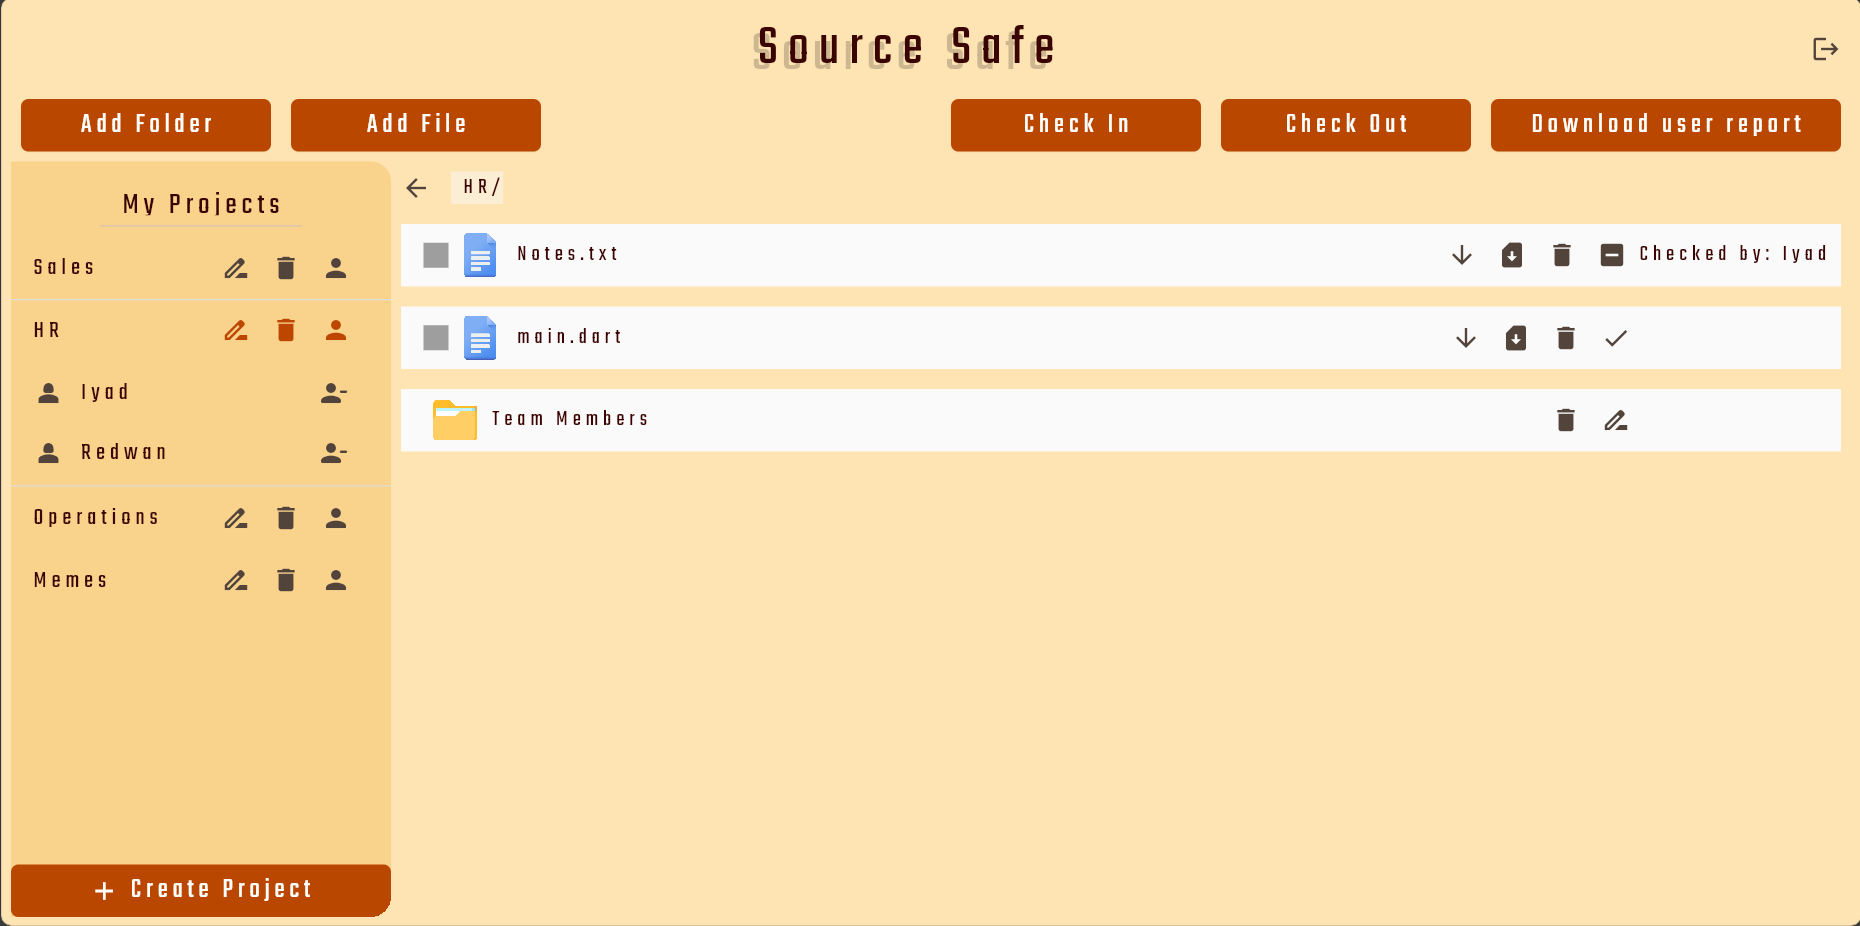 Source Safe
Add Folder
Add File
Check In
Check Out
Download user report
My Projects
Sales
HR
Iyad
Redwan
Operations
Memes
+ Create Project
HR/
Notes.txt
Checked by: Iyad
main.dart
Team Members